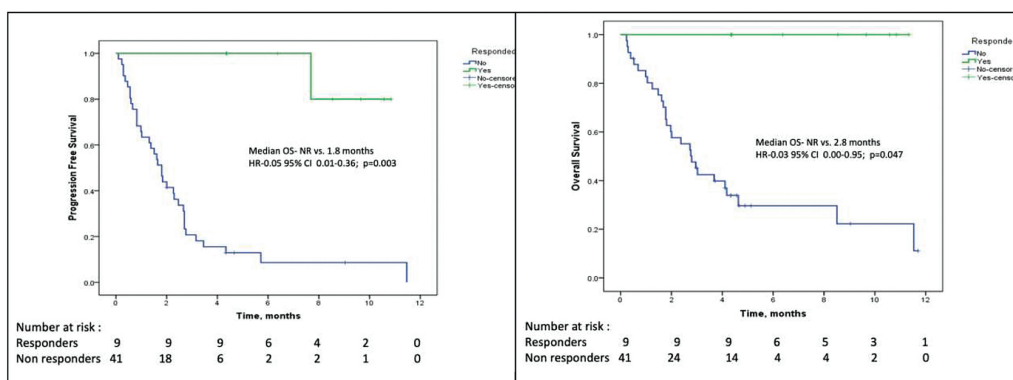 Responded
No
Yes
No-censore
Yes-censo
1.0
0.8
0.6
0.4
0.2
0.0
Progression Free Survival
Median OS- NR vs. 1.8 months
HR-0.05 95% CI 0.01-0.36; p=0.003
0 2 4 6 8 10 12
Time, months
Number at risk :
Responders 9 9 9 6 4 2 0
Non responders 41 18 6 2 2 1 0
Responde
No
Yes
No-censore
Yes-censo
1.0
0.8
0.6
0.4
0.2
0.0
Overall Survival
Median OS- NR vs. 2.8 months
HR-0.03 95% CI 0.00-0.95; p=0.047
0 2 4 6 8 10 12
Time, months
Number at risk :
Responders 9 9 9 6 5 3 1
Non responders 41 24 14 4 4 2 0